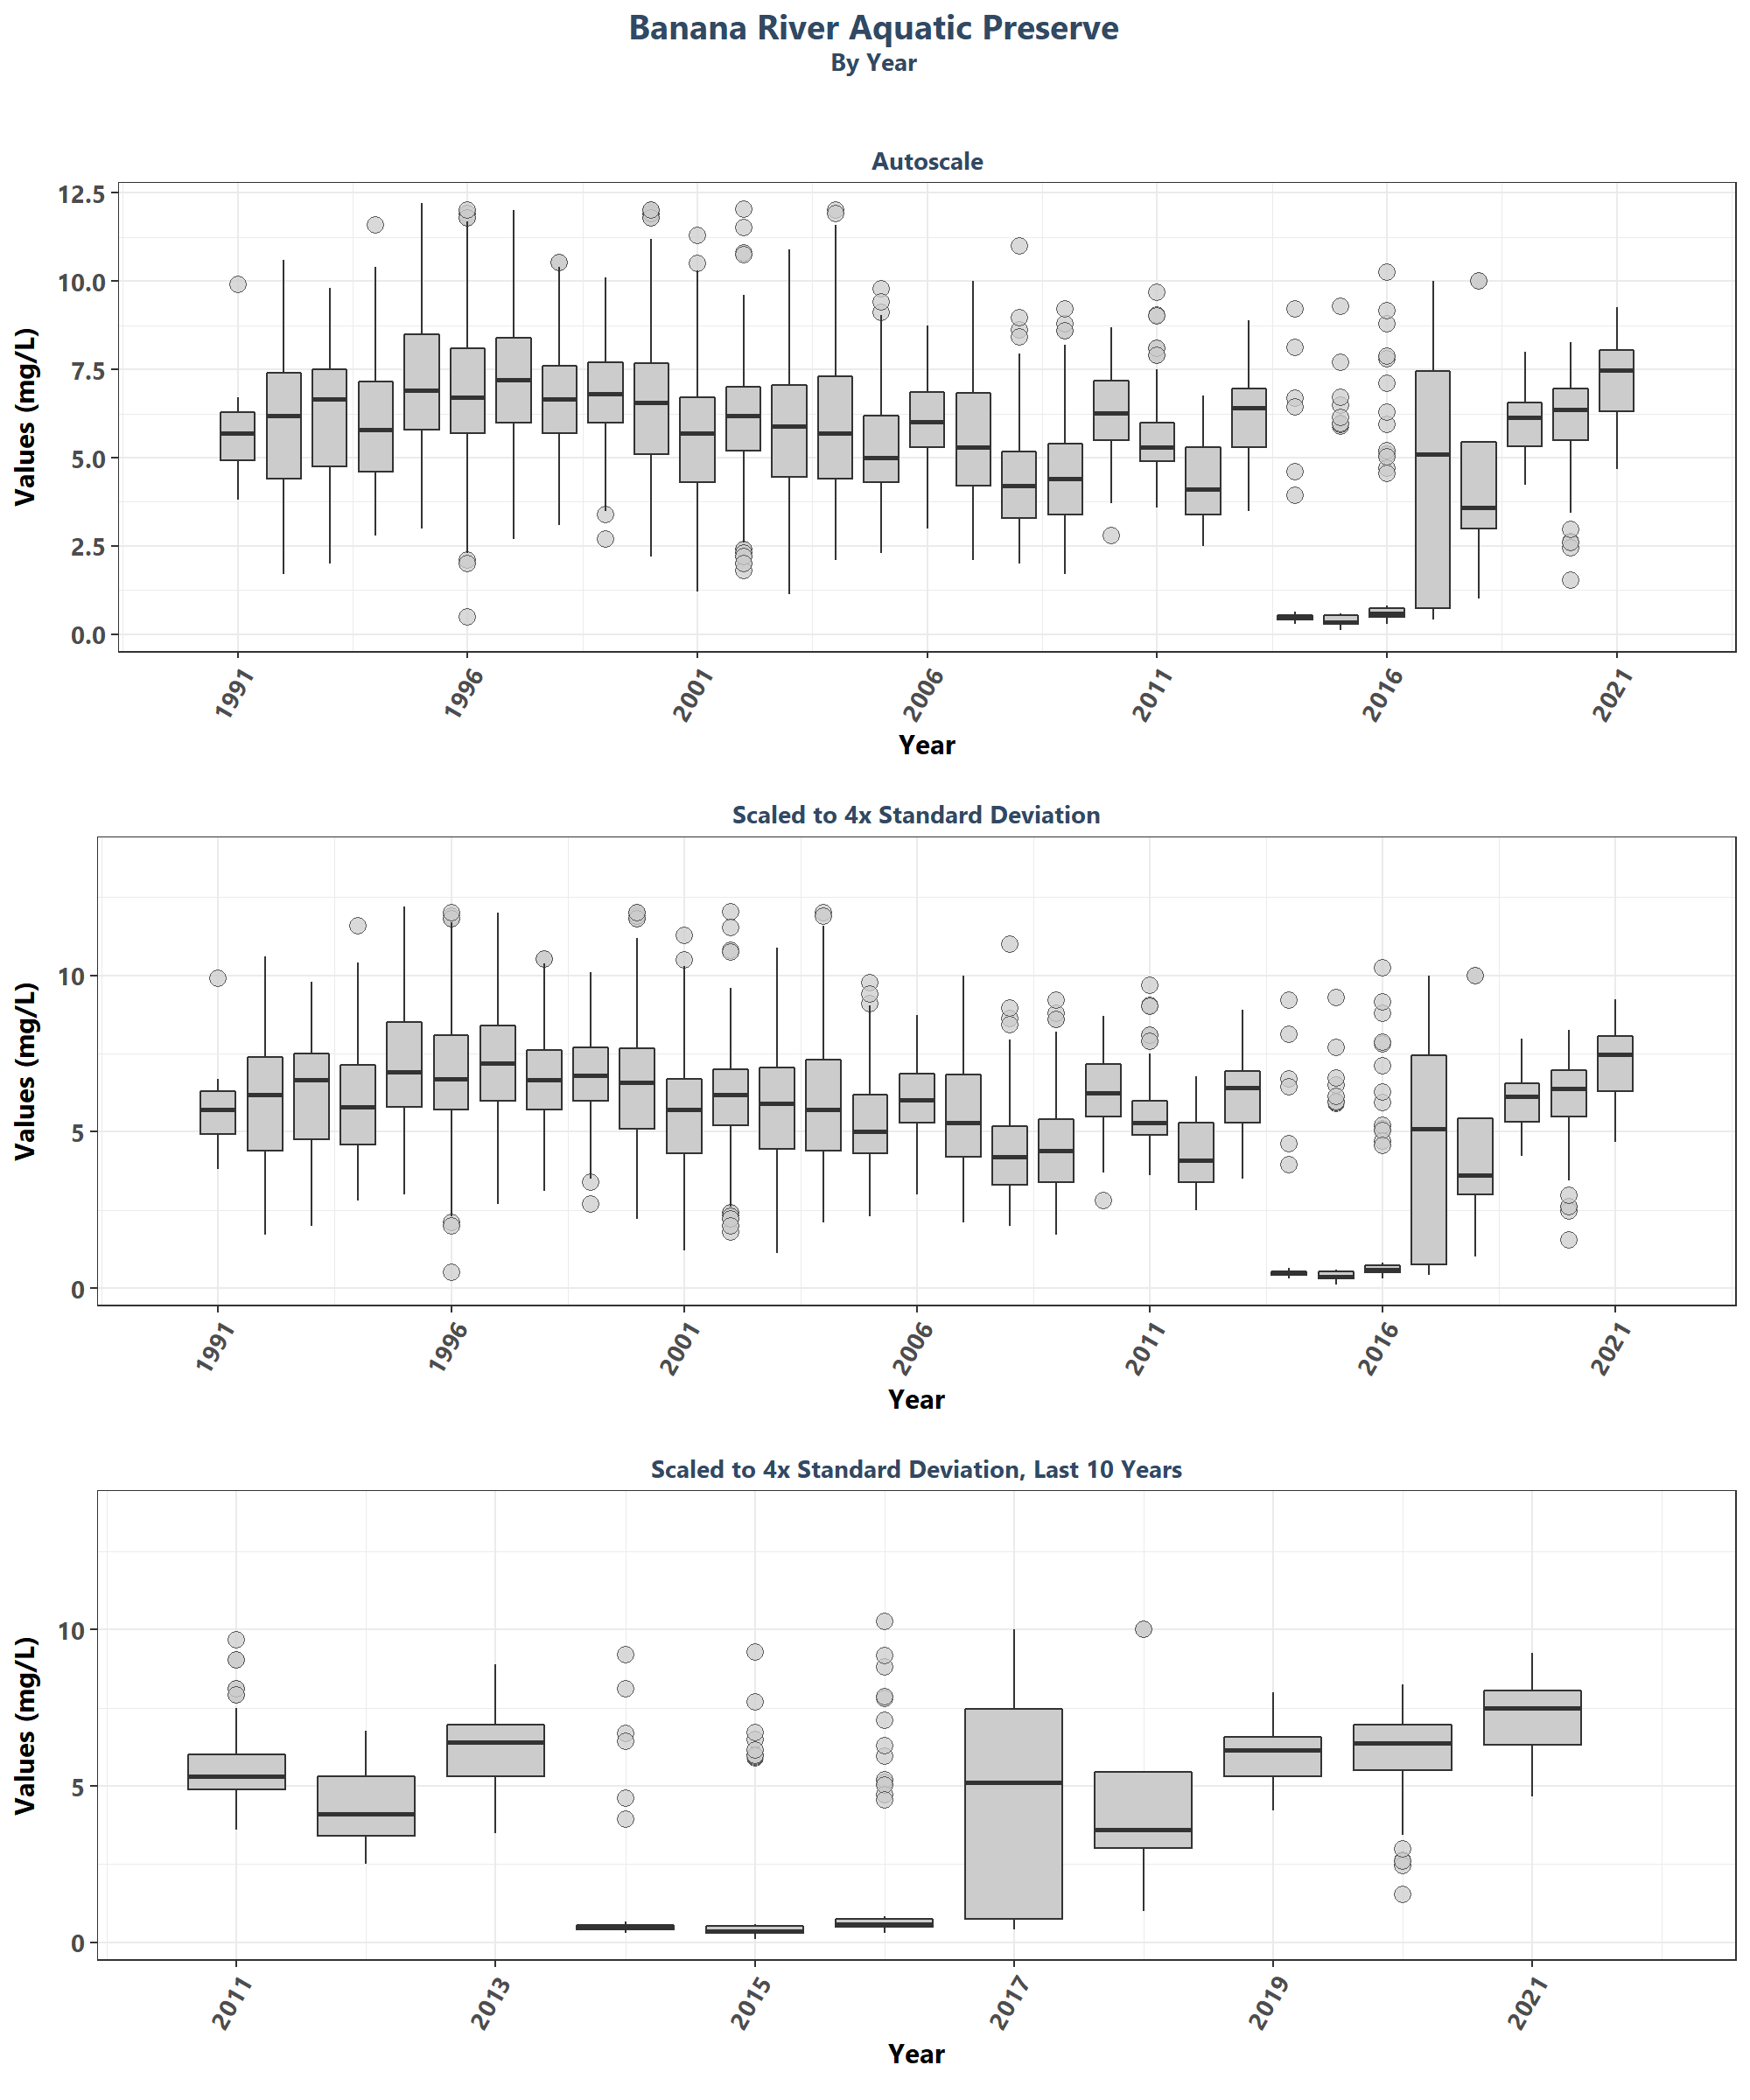 Banana River Aquatic Preserve
By Year
Autoscale
Values (mg/L)
12.5
10.0
7.5
5.0
2.5
0.0
1991 1996 2001 2006 2011 2016 2021
Year
Scaled to 4x Standard Deviation
Values (mg/L)
10
5
0
1991 1996 2001 2006 2011 2016 2021
Year
Scaled to 4x Standard Deviation, Last 10 Years
Values (mg/L)
10
5
0
2011 2013 2015 2017 2019 2021
Year